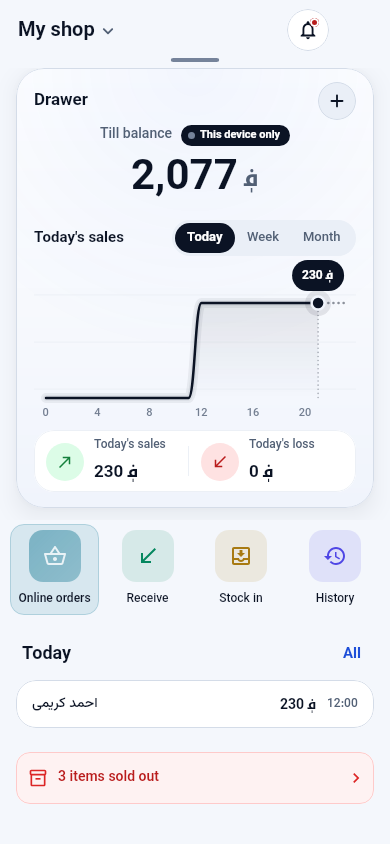 My shop
Drawer
Till balance This device only
2,077 ؋
Today's sales Today Week Month
230 ؋
0 4 8 12 16 20
Today's sales
230 ؋
Today's loss
0 ؋
Online orders Receive Stock in History
Today All
احمد کریمی 230 ؋ 12:00
3 items sold out